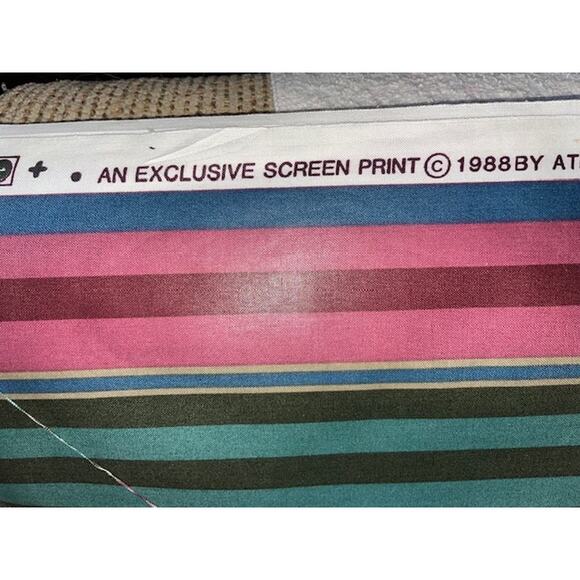 + • AN EXCLUSIVE SCREEN PRINT © 1988 BY